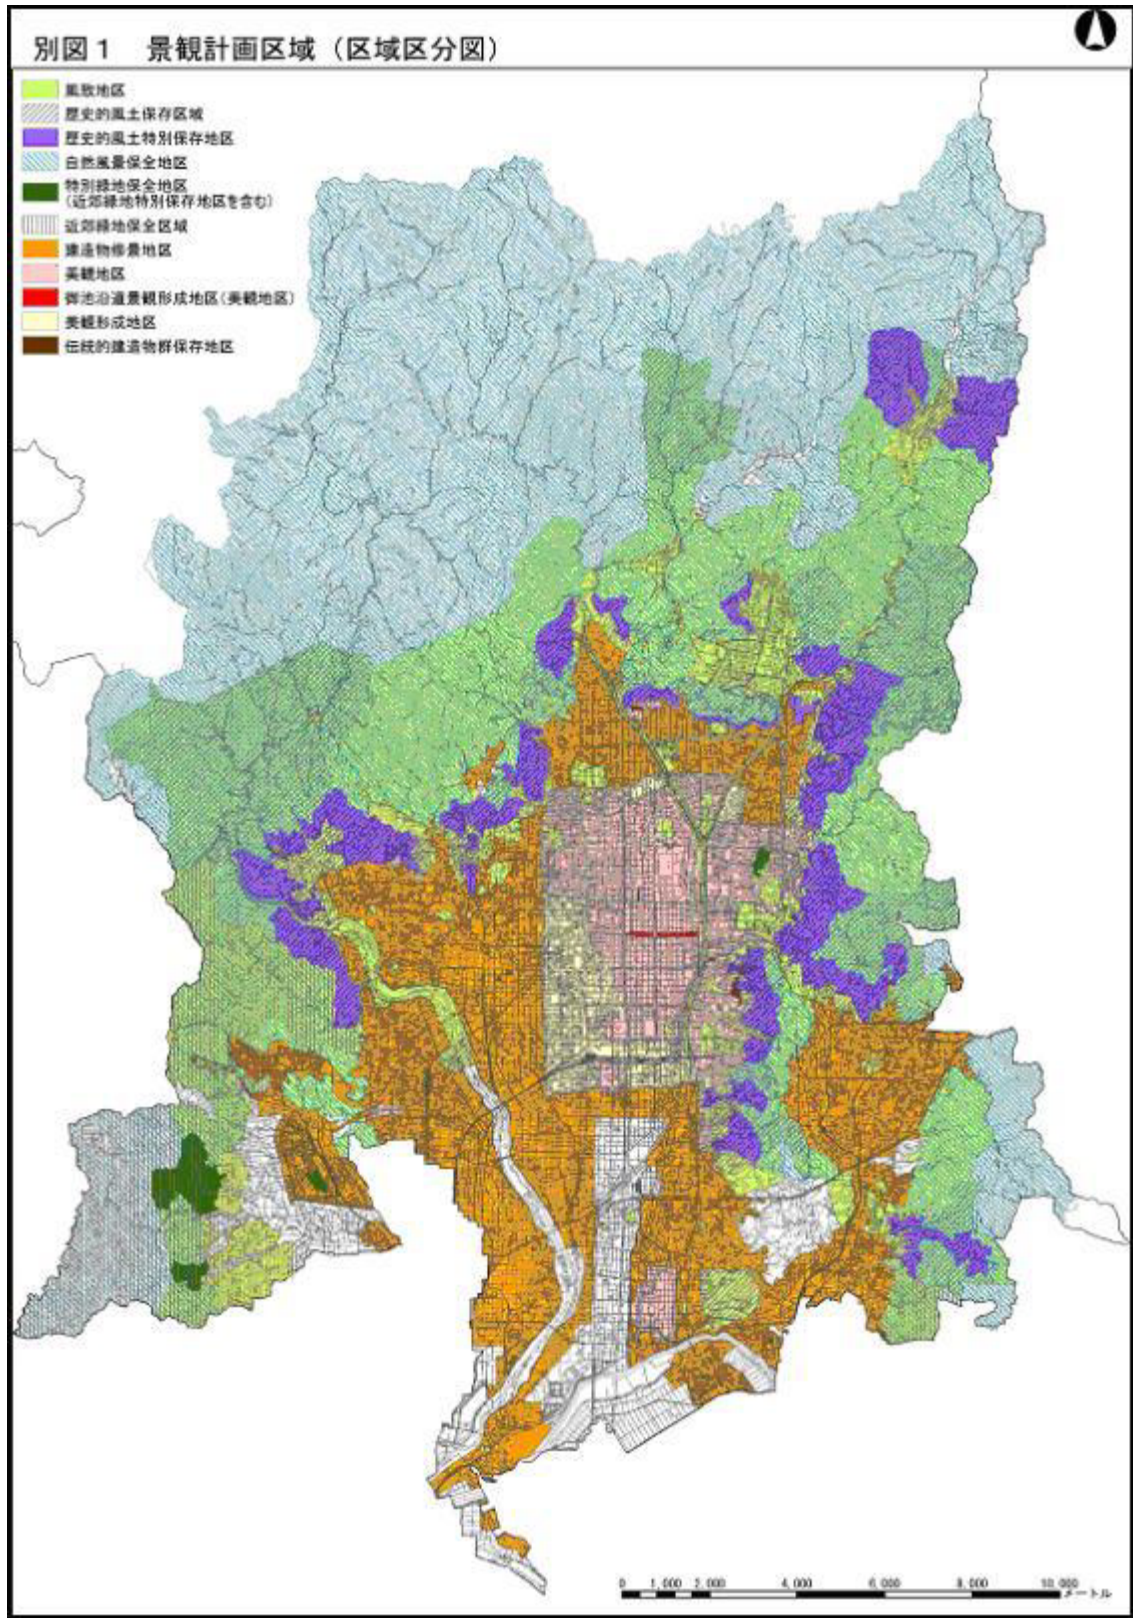 別図1 景観計画区域（区域区分図）
風致地区
歴史的風土保存区域
歴史的風土特別保存地区
自然風景保全地区
特別緑地保全地区
（近郊緑地特別保存地区を含む）
近郊緑地保全区域
建造物修景地区
美観地区
御池沿道景観形成地区（美観地区）
美観形成地区
伝統的建造物群保存地区
0 1,000 2,000 4,000 6,000 8,000 10,000
メートル